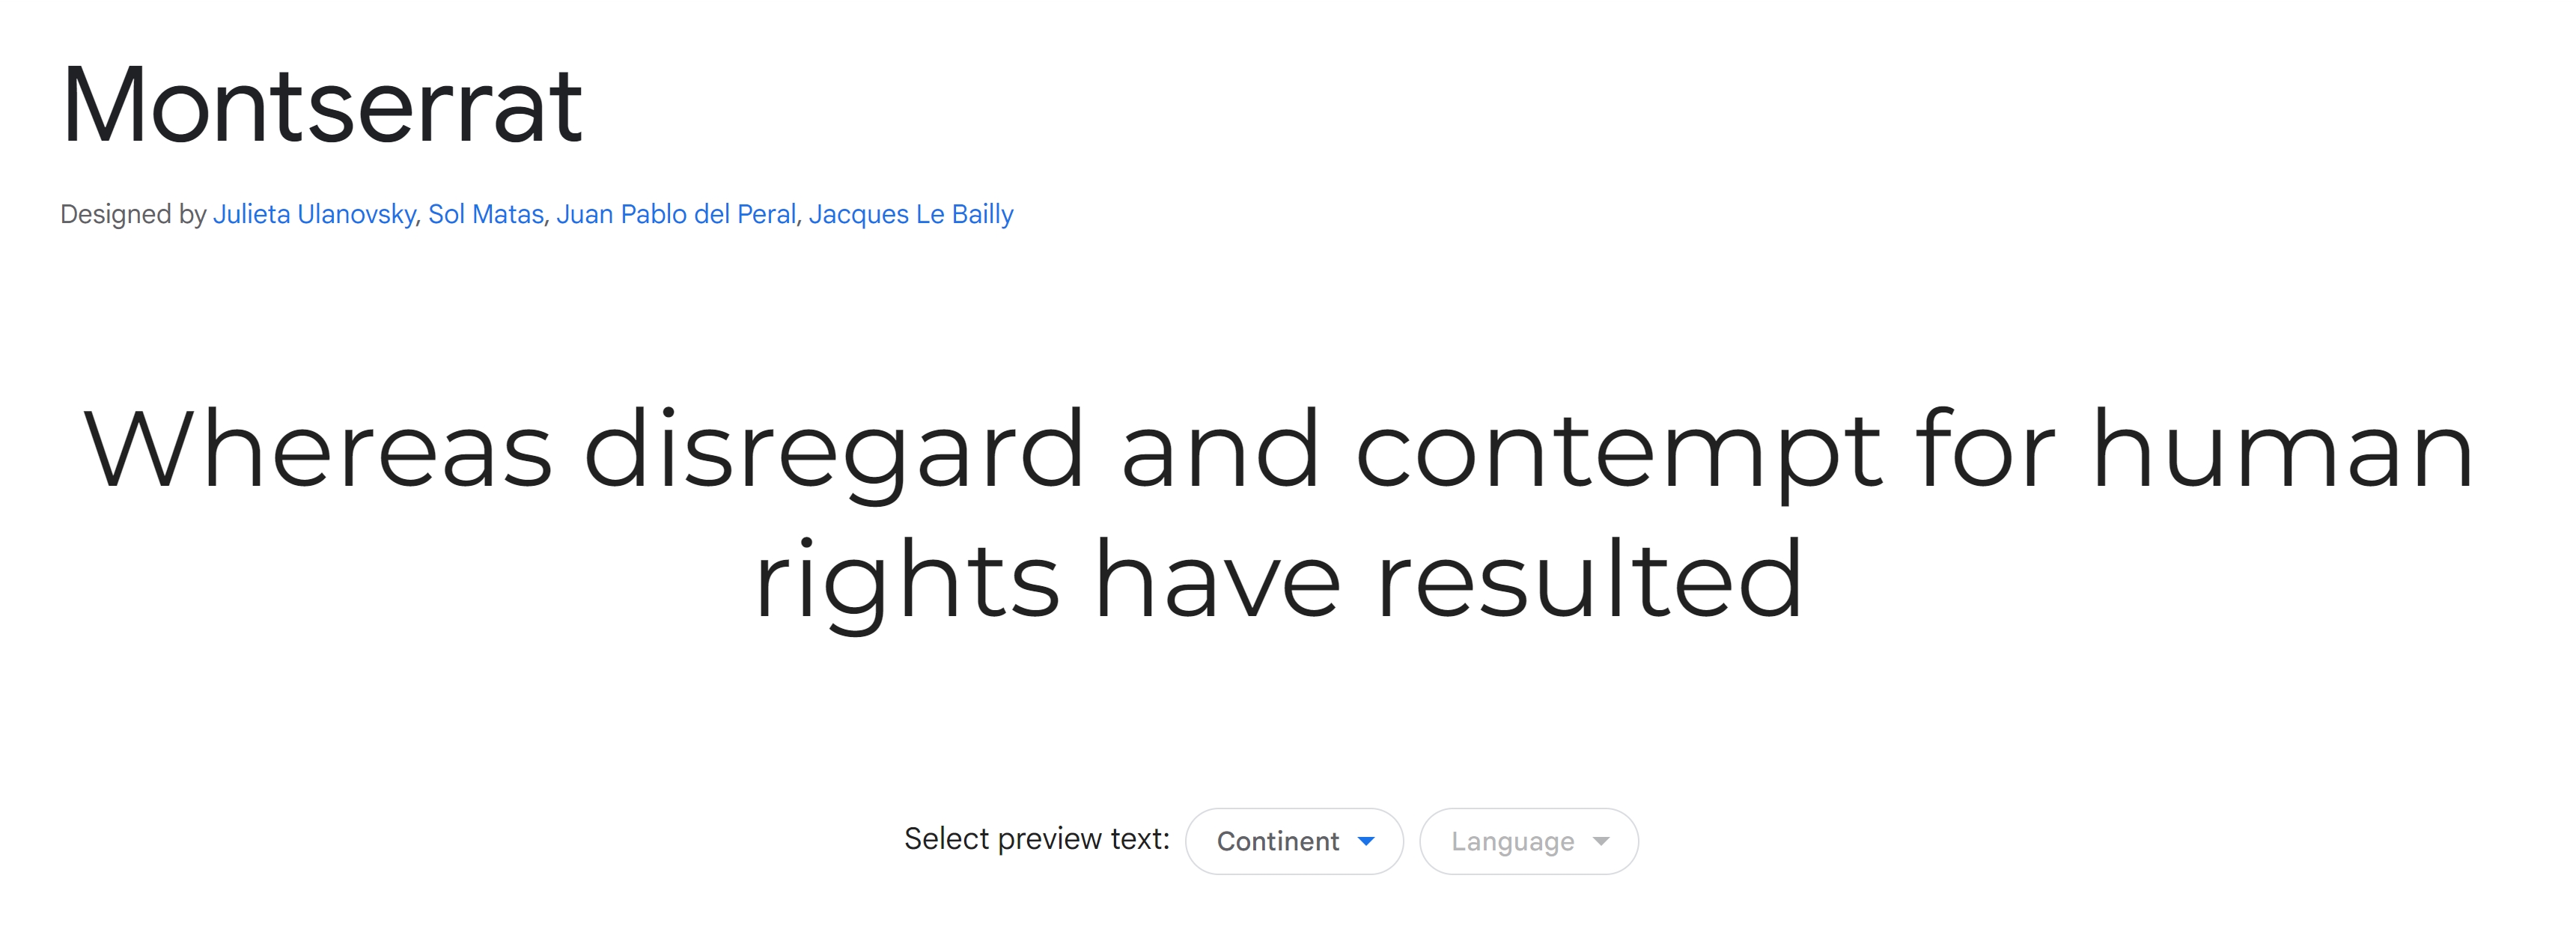 Montserrat
Designed by Julieta Ulanovsky, Sol Matas, Juan Pablo del Peral, Jacques Le Bailly
Whereas disregard and contempt for human
rights have resulted
Select preview text: Continent Language